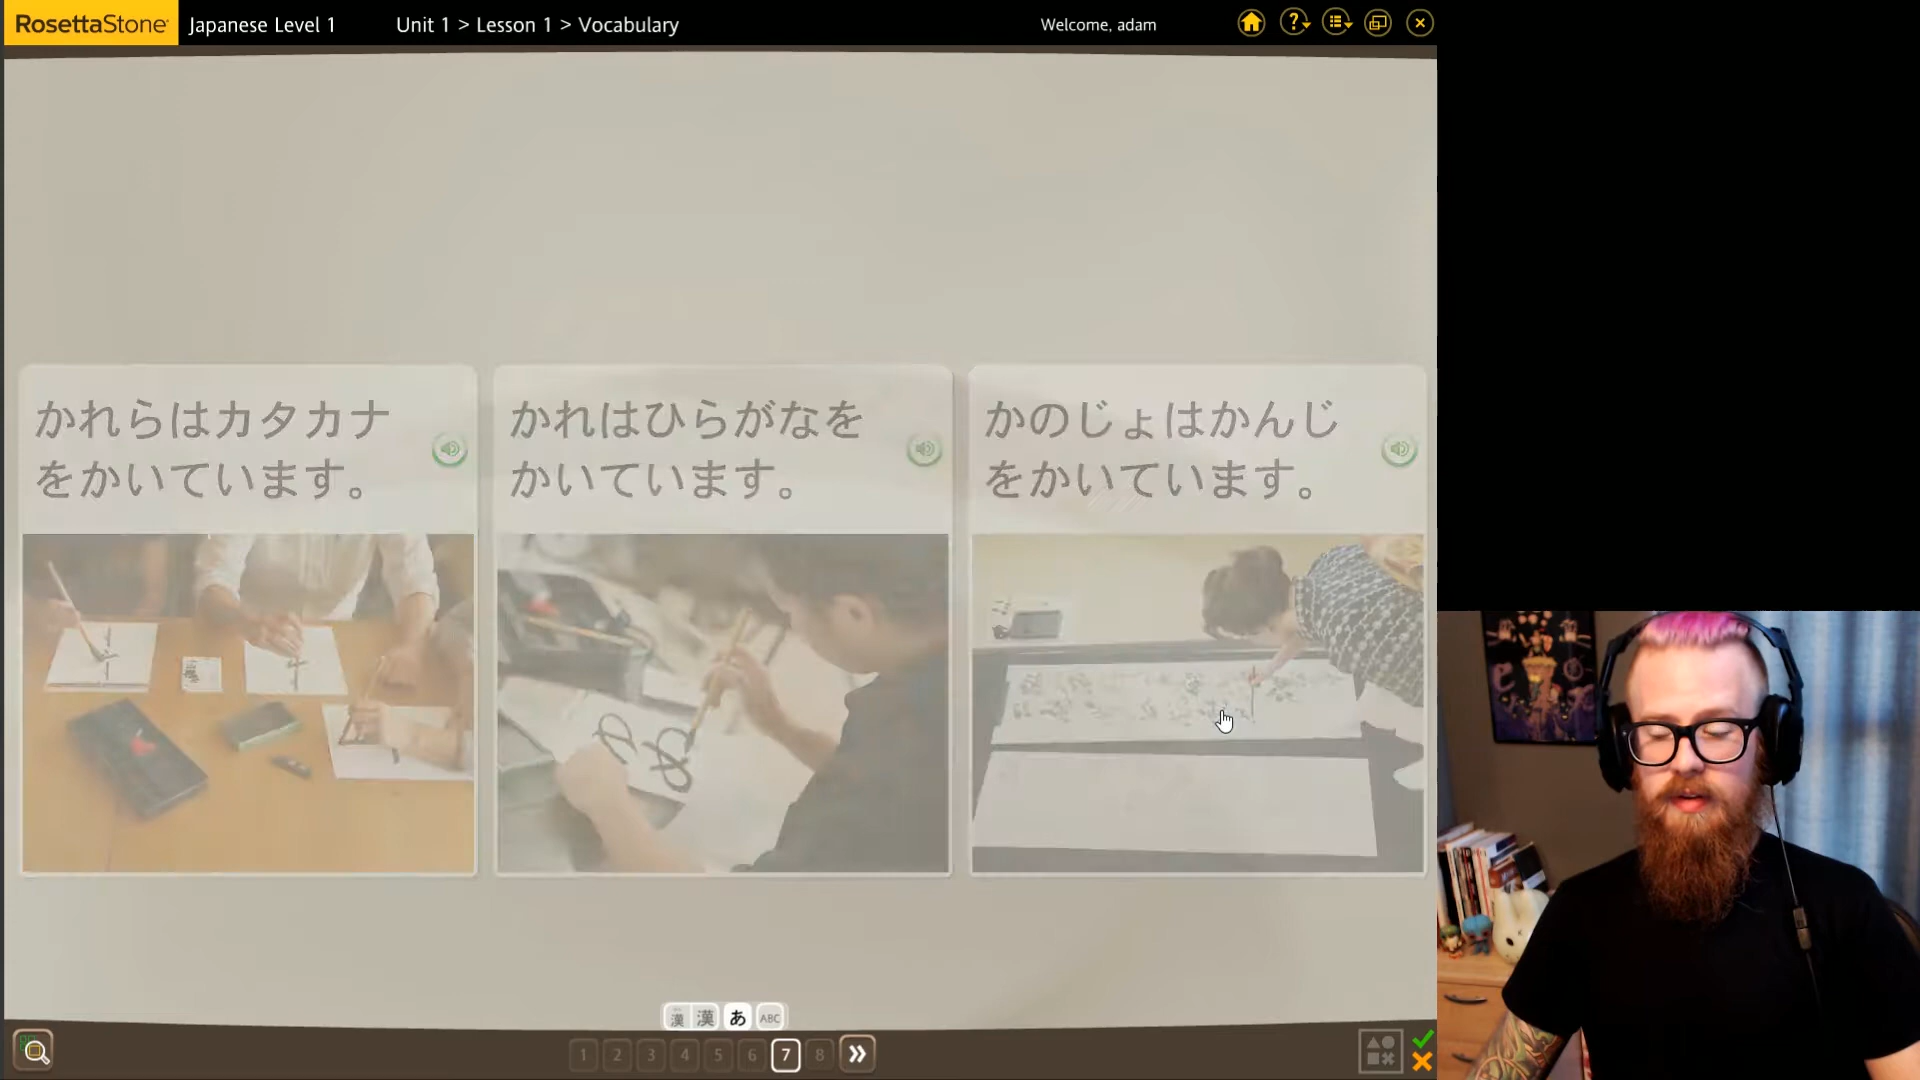 RosettaStone Japanese Level 1 Unit 1 > Lesson 1 > Vocabulary Welcome, adam
かれらはカタカナ
をかいています。
かれはひらがなを
かいています。
かのじょはかんじ
をかいています。
漢 漢 あ ABC
1 2 3 4 5 6 7 8